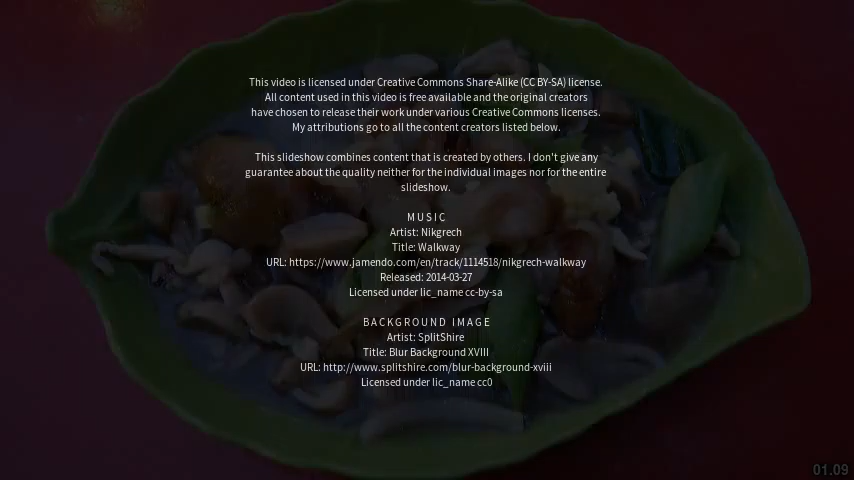 This video is licensed under Creative Commons Share-Alike (CC BY-SA) license.
All content used in this video is free available and the original creators
have chosen to release their work under various Creative Commons licenses.
My attributions go to all the content creators listed below.
This slideshow combines content that is created by others. I don't give any
guarantee about the quality neither for the individual images nor for the entire
slideshow.
MUSIC
Artist: Nikgrech
Title: Walkway
URL: https://www.jamendo.com/en/track/1114518/nikgrech-walkway
Released: 2014-03-27
Licensed under lic_name cc-by-sa
BACKGROUND IMAGE
Artist: SplitShire
Title: Blur Background XVIII
URL: http://www.splitshire.com/blur-background-xviii
Licensed under lic_name cc0
01.09